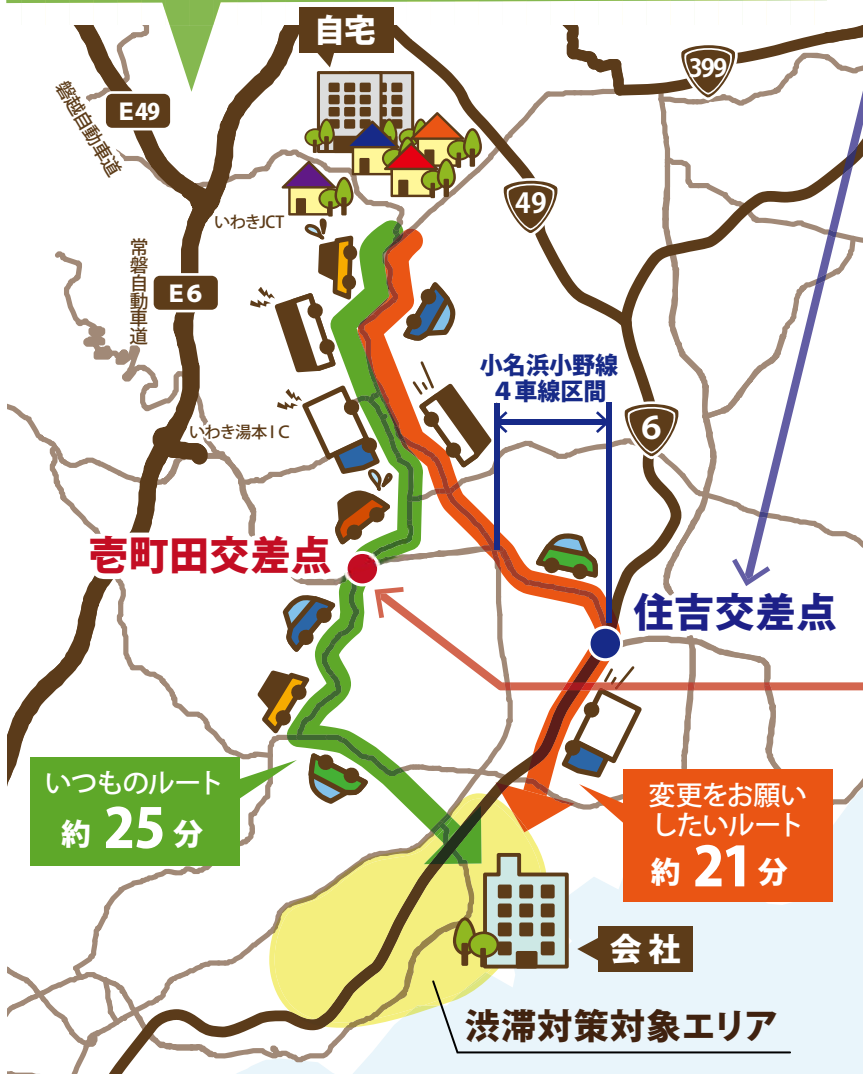 自宅
399
E49
磐越自動車道
49
いわきJCT
常磐自動車道
E6
小名浜小野線
4車線区間
6
いわき湯本IC
壱町田交差点
住吉交差点
いつものルート
約25分
変更をお願い
したいルート
約21分
会社
渋滞対策対象エリア